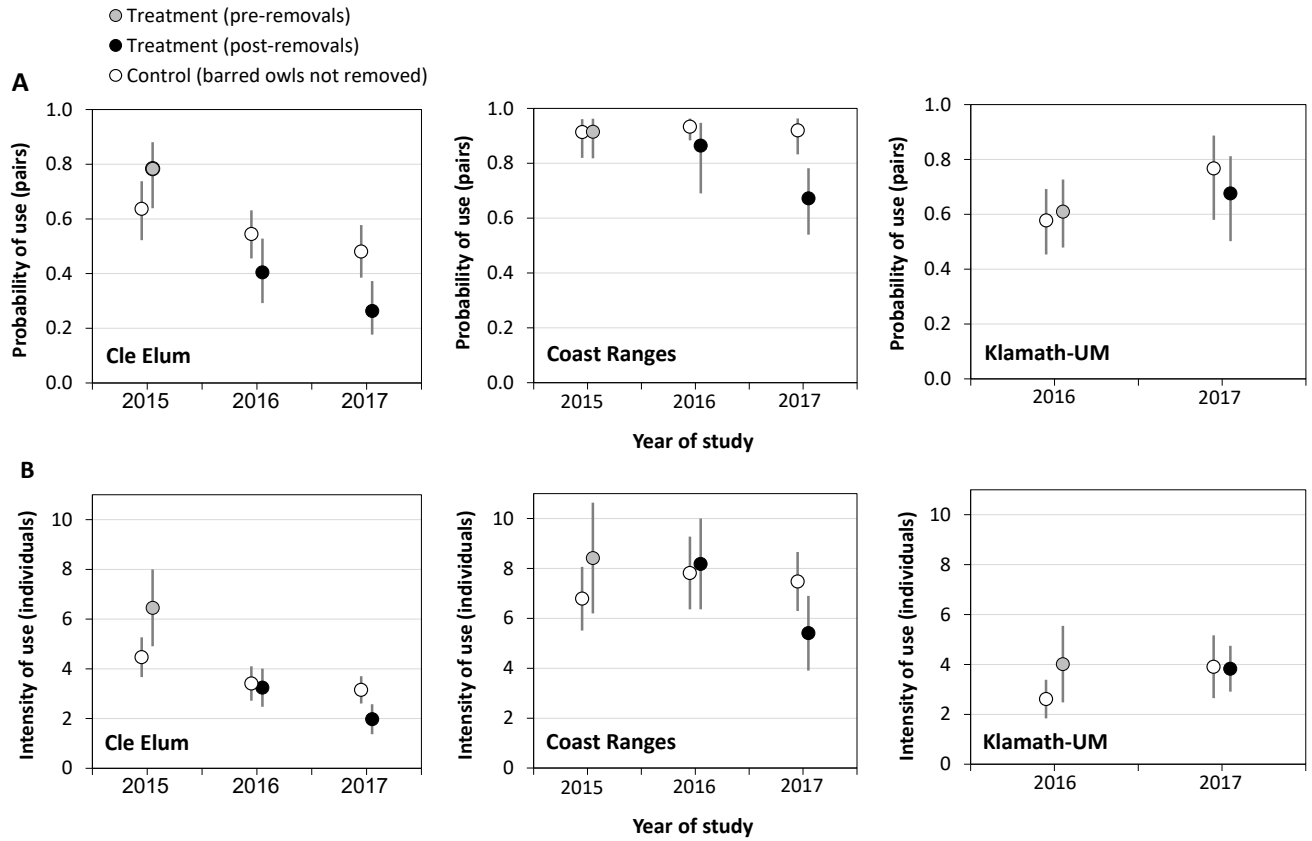 Treatment (pre-removals)
Treatment (post-removals)
Control (barred owls not removed)
A
Probability of use (pairs)
1.0
0.8
0.6
0.4
0.2
0.0
Cle Elum
2015 2016 2017
Probability of use (pairs)
1.0
0.8
0.6
0.4
0.2
0.0
Coast Ranges
2015 2016 2017
Year of study
Probability of use (pairs)
1.0
0.8
0.6
0.4
0.2
0.0
Klamath-UM
2016 2017
B
Intensity of use (individuals)
10
8
6
4
2
0
Cle Elum
2015 2016 2017
Intensity of use (individuals)
10
8
6
4
2
0
Coast Ranges
2015 2016 2017
Year of study
Intensity of use (individuals)
10
8
6
4
2
0
Klamath-UM
2016 2017